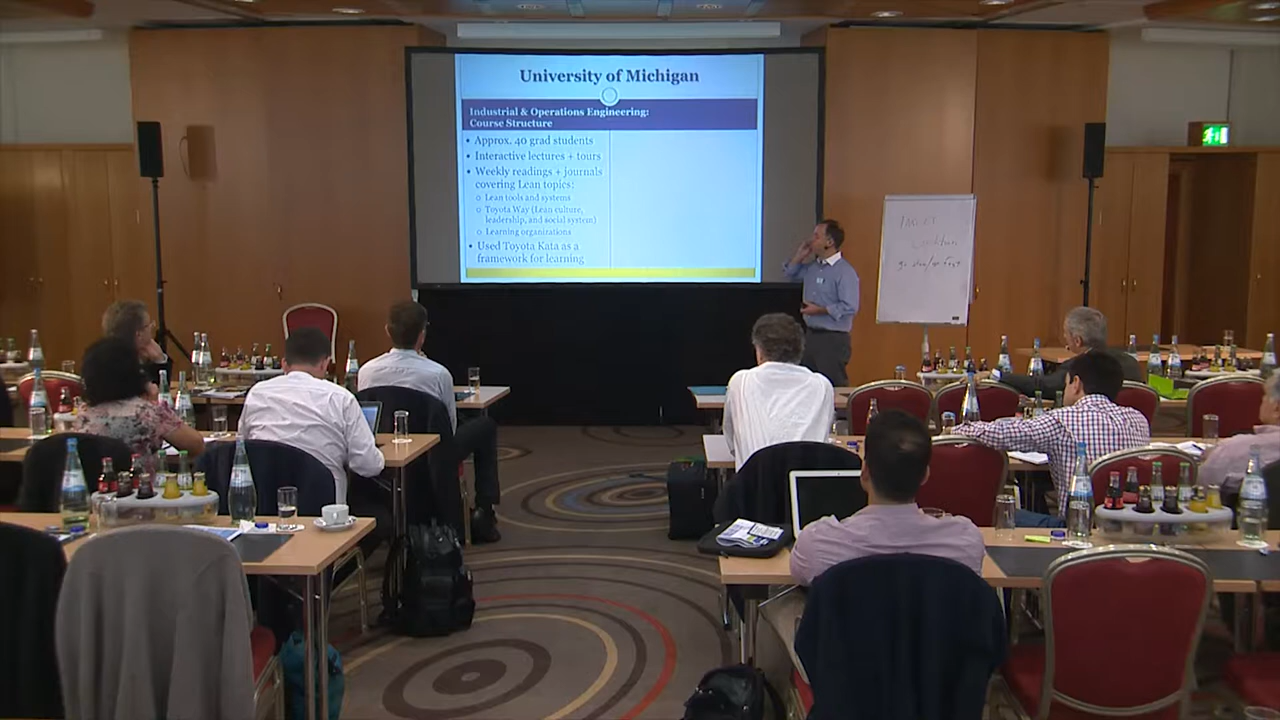 University of Michigan
Industrial & Operations Engineering:
Course Structure
• Approx. 40 grad students
• Interactive lectures + tours
• Weekly readings + journals
covering Lean topics:
○ Lean tools and systems
○ Toyota Way (Lean culture,
leadership, and social system)
○ Learning organizations
• Used Toyota Kata as a
framework for learning
TARGET